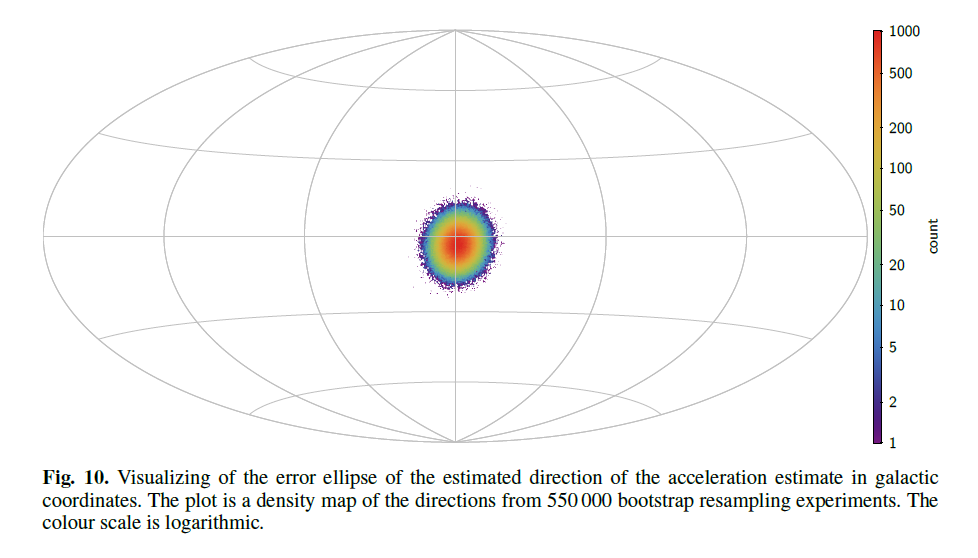 1000
500
200
100
50
20
10
5
2
1
count
Fig. 10. Visualizing of the error ellipse of the estimated direction of the acceleration estimate in galactic
coordinates. The plot is a density map of the directions from 550 000 bootstrap resampling experiments. The
colour scale is logarithmic.